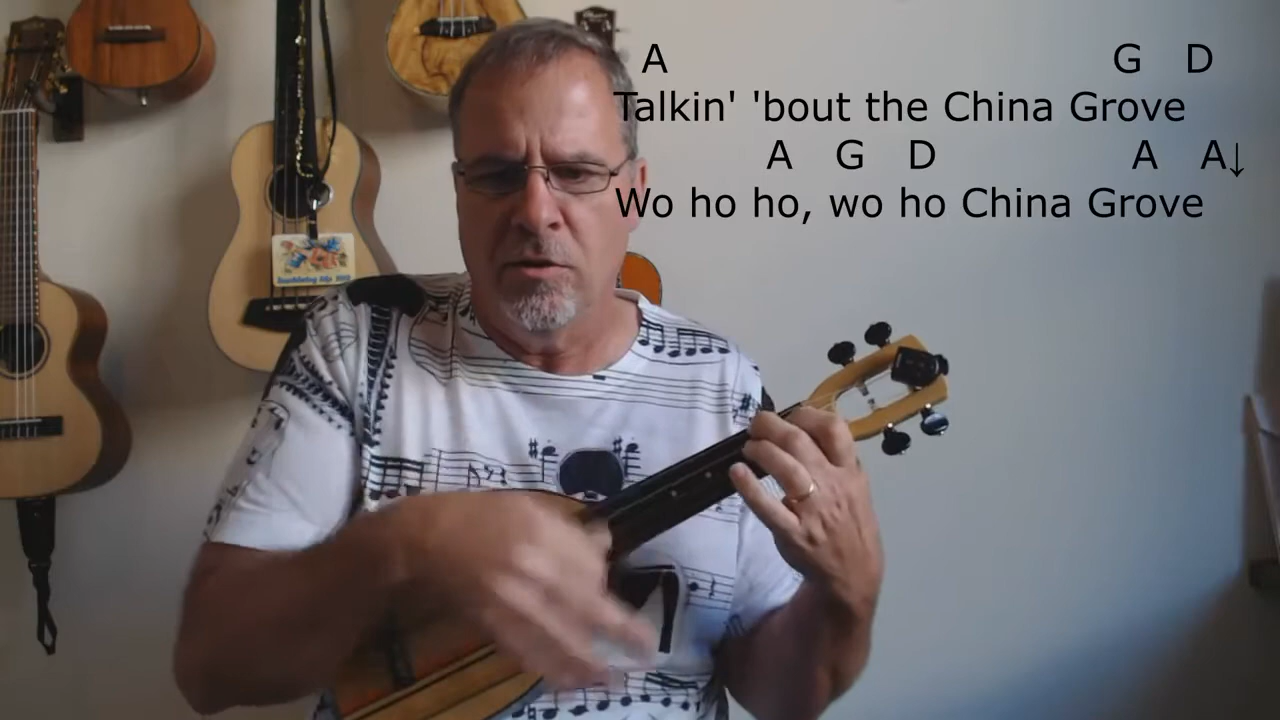 A G D
Talkin' 'bout the China Grove
A G D A A↓
Wo ho ho, wo ho China Grove